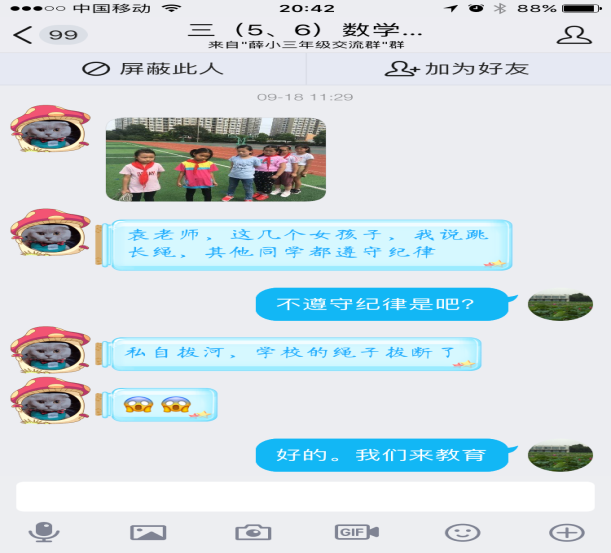 中国移动 20:42 88%
99 三（5、6）数学...
来自"薛小三年级交流群"群
屏蔽此人 加为好友
09-18 11:29
袁老师，这几个女孩子，我说跳
长绳，其他同学都遵守纪律
不遵守纪律是吧？
私自拔河，学校的绳子拔断了
好的。我们来教育
GIF